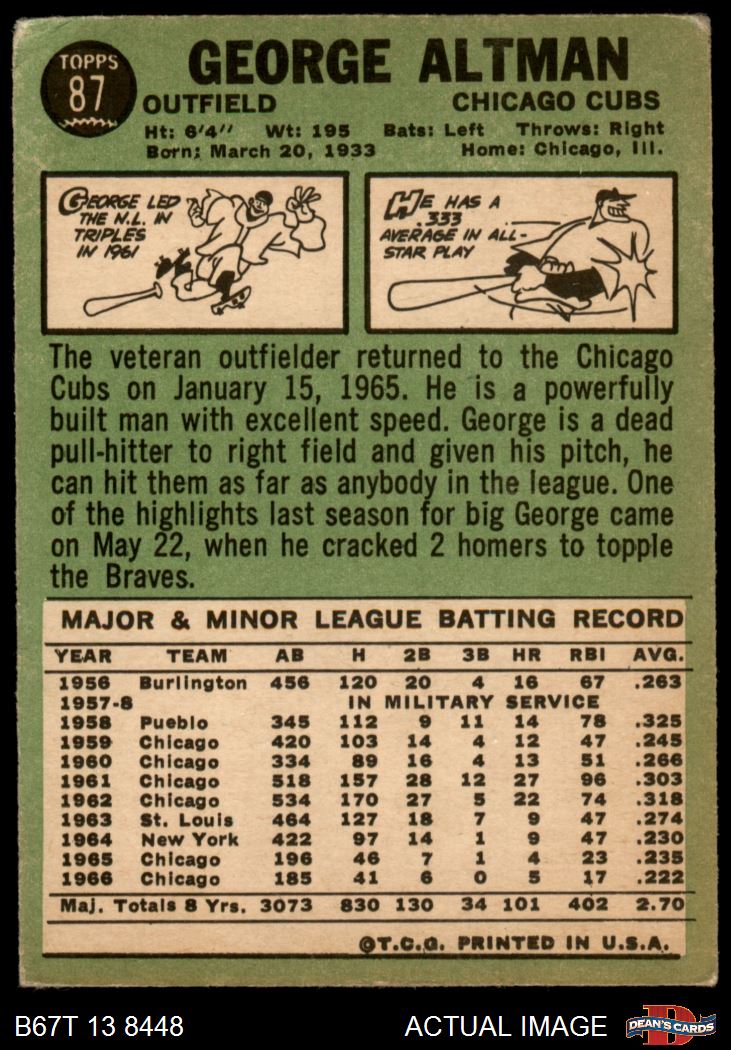 TOPPS
87
GEORGE ALTMAN
OUTFIELD CHICAGO CUBS
Ht: 6'4" Wt: 195 Bats: Left Throws: Right
Born: March 20, 1933 Home: Chicago, Ill.
GEORGE LED
THE N.L. IN
TRIPLES
IN 1961
HE HAS A
.333
AVERAGE IN ALL-
STAR PLAY
The veteran outfielder returned to the Chicago
Cubs on January 15, 1965. He is a powerfully
built man with excellent speed. George is a dead
pull-hitter to right field and given his pitch, he
can hit them as far as anybody in the league. One
of the highlights last season for big George came
on May 22, when he cracked 2 homers to topple
the Braves.
MAJOR & MINOR LEAGUE BATTING RECORD
YEAR TEAM AB H 2B 3B HR RBI AVG.
1956 Burlington 456 120 20 4 16 67 .263
1957-8 IN MILITARY SERVICE
1958 Pueblo 345 112 9 11 14 78 .325
1959 Chicago 420 103 14 4 12 47 .245
1960 Chicago 334 89 16 4 13 51 .266
1961 Chicago 518 157 28 12 27 96 .303
1962 Chicago 534 170 27 5 22 74 .318
1963 St. Louis 464 127 18 7 9 47 .274
1964 New York 422 97 14 1 9 47 .230
1965 Chicago 196 46 7 1 4 23 .235
1966 Chicago 185 41 6 0 5 17 .222
Maj. Totals 8 Yrs. 3073 830 130 34 101 402 2.70
©T.C.G. PRINTED IN U.S.A.
B67T 13 8448 ACTUAL IMAGE
D
DEAN'S CARDS